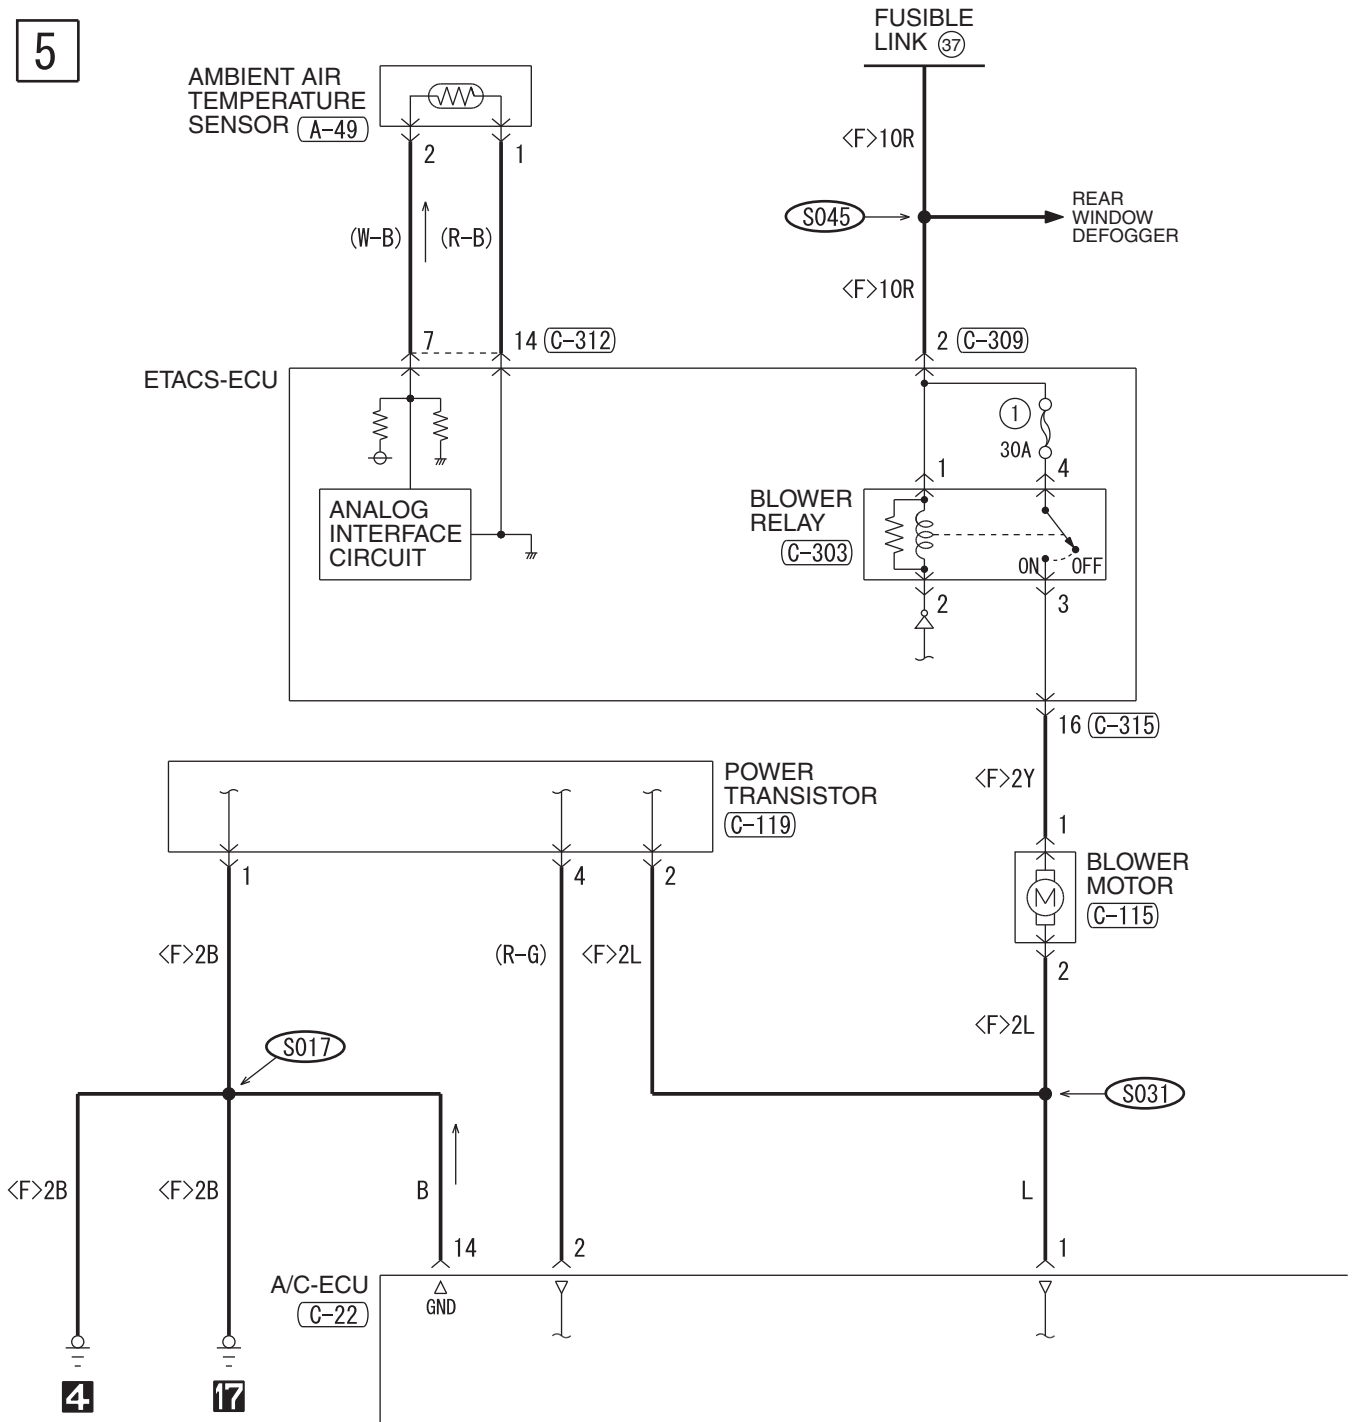 5
FUSIBLE
LINK 37
AMBIENT AIR
TEMPERATURE
SENSOR A-49
2
1
<F>10R
S045
REAR
WINDOW
DEFOGGER
(W-B)
(R-B)
<F>10R
7
14 C-312
2 C-309
ETACS-ECU
1
30A
1
4
ANALOG
INTERFACE
CIRCUIT
BLOWER
RELAY
C-303
ON
OFF
2
3
16 C-315
POWER
TRANSISTOR
C-119
<F>2Y
1
BLOWER
MOTOR
C-115
M
1
4
2
<F>2B
(R-G)
<F>2L
2
<F>2L
S017
S031
<F>2B
<F>2B
B
L
14
2
1
A/C-ECU
C-22
GND
4
17